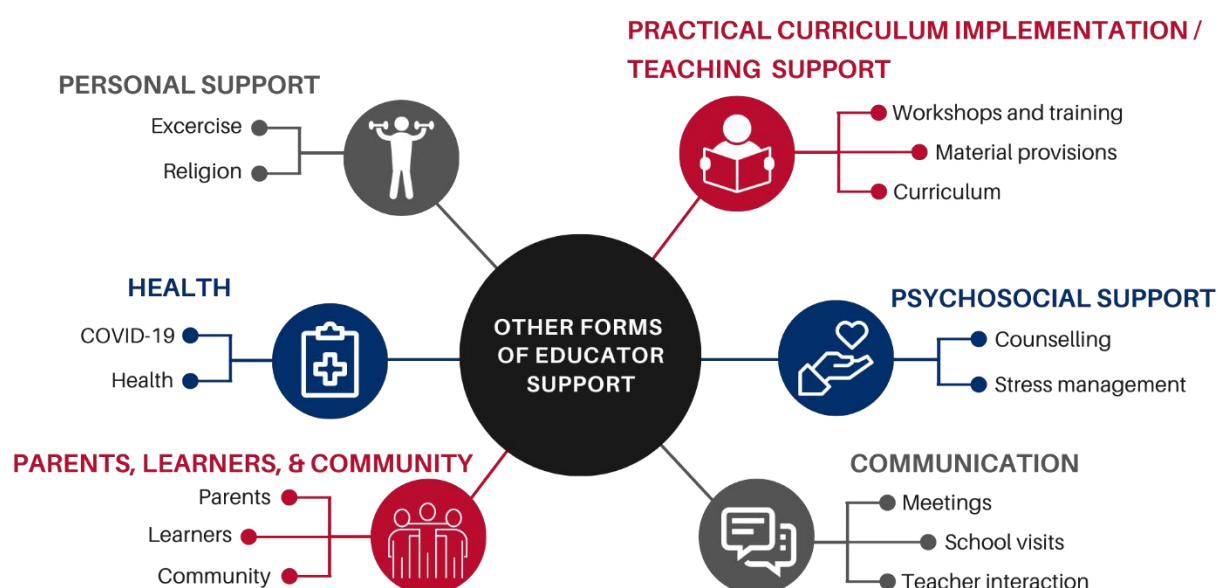 PRACTICAL CURRICULUM IMPLEMENTATION /
TEACHING SUPPORT
Workshops and training
Material provisions
Curriculum
PERSONAL SUPPORT
Excercise
Religion
HEALTH
COVID-19
Health
OTHER FORMS
OF EDUCATOR
SUPPORT
PSYCHOSOCIAL SUPPORT
Counselling
Stress management
PARENTS, LEARNERS, & COMMUNITY
Parents
Learners
Community
COMMUNICATION
Meetings
School visits
Teacher interaction